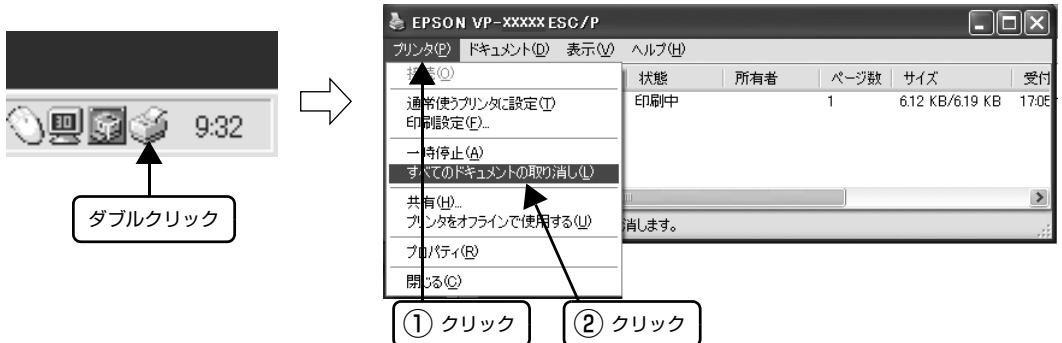 9:32
ダブルクリック
EPSON VP-XXXXX ESC/P
プリンタ(P) ドキュメント(D) 表示(V) ヘルプ(H)
状態 所有者 ページ数 サイズ 受付
印刷中 1 6.12 KB/6.19 KB
(O)
通常使うプリンタに設定(T)
印刷設定(F)...
一時停止(A)
すべてのドキュメントの取り消し(L)
共有(H)...
プリンタをオフラインで使用する(U)
消します。
プロパティ(R)
閉じる(C)
① クリック
② クリック